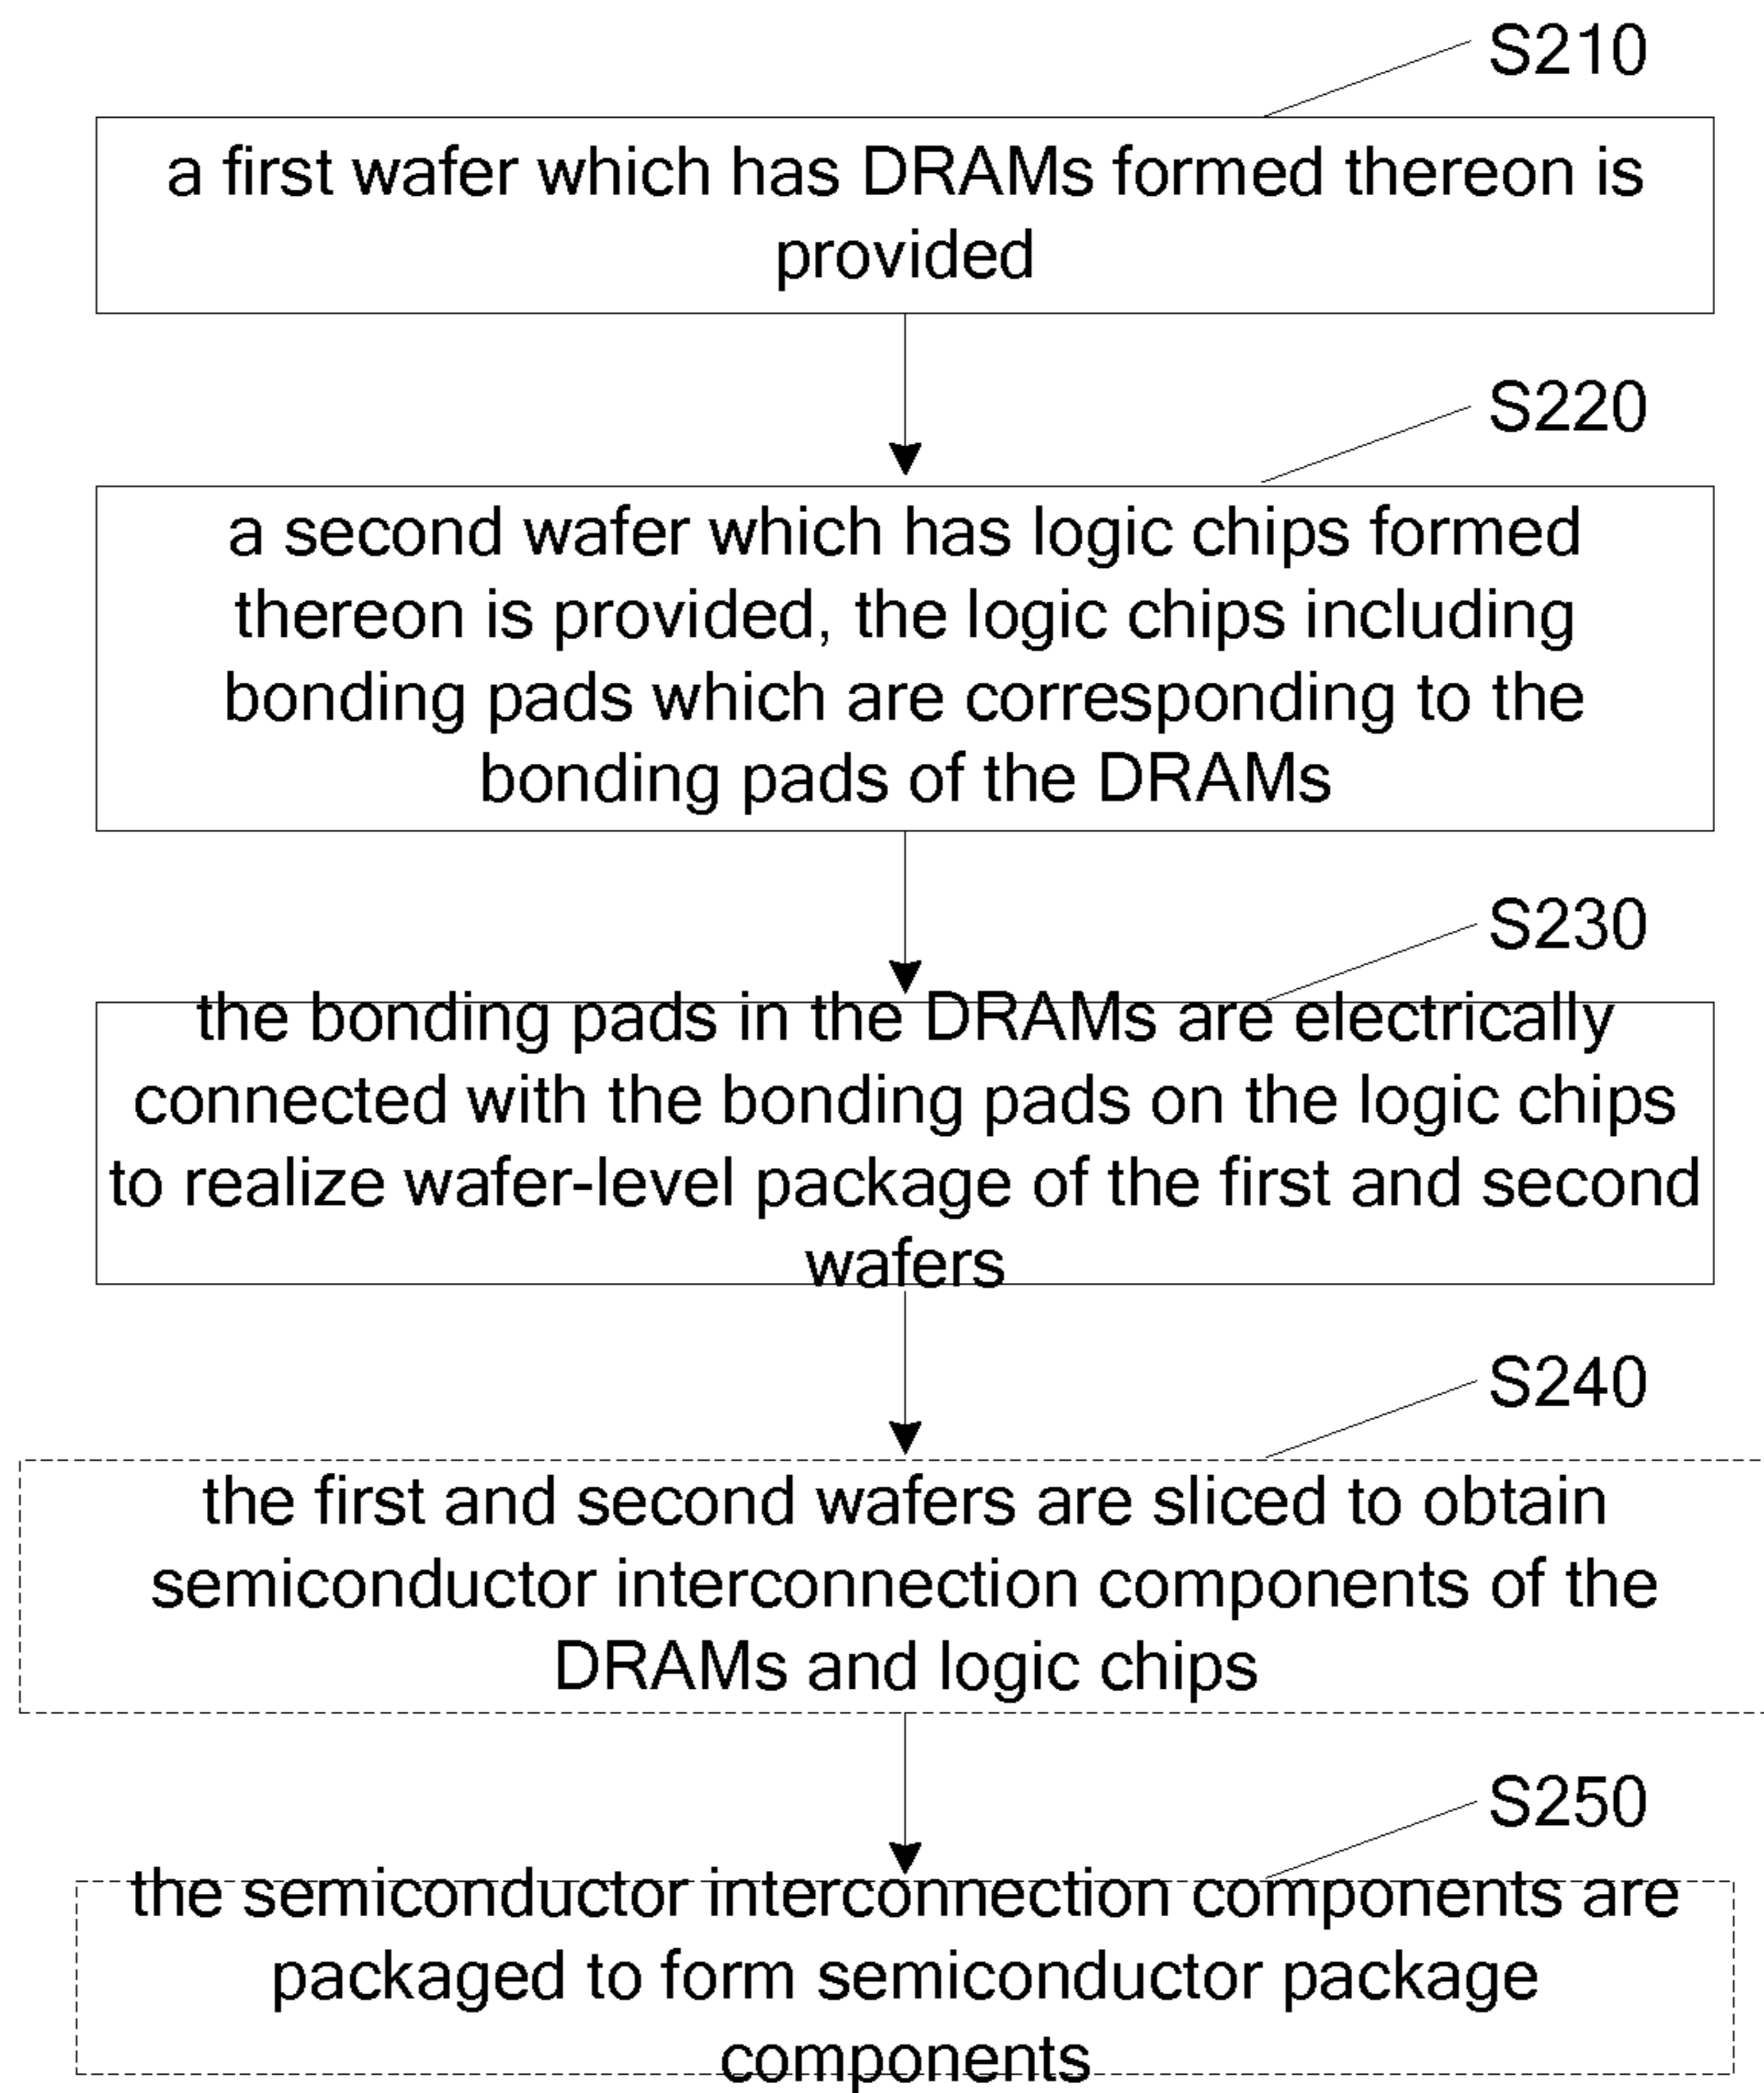 S210
a first wafer which has DRAMs formed thereon is
provided
S220
a second wafer which has logic chips formed
thereon is provided, the logic chips including
bonding pads which are corresponding to the
bonding pads of the DRAMs
S230
the bonding pads in the DRAMs are electrically
connected with the bonding pads on the logic chips
to realize wafer-level package of the first and second
wafers
S240
the first and second wafers are sliced to obtain
semiconductor interconnection components of the
DRAMs and logic chips
S250
the semiconductor interconnection components are
packaged to form semiconductor package
components